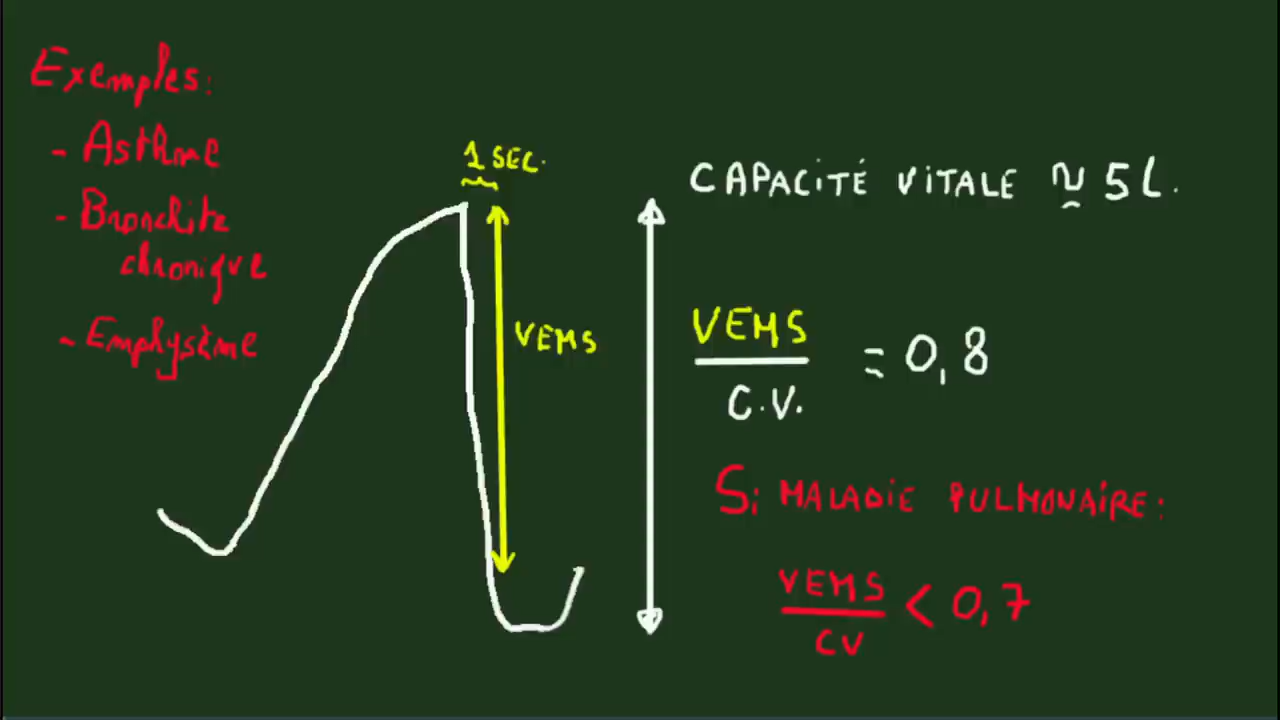 Exemples:
- Asthme
- Bronchite
chronique
- Emphysème
1 SEC.
VEMS
CAPACITÉ VITALE ≃ 5 L.
VEMS
C.V.
= 0,8
Si MALADIE PULMONAIRE:
VEMS
CV
< 0,7